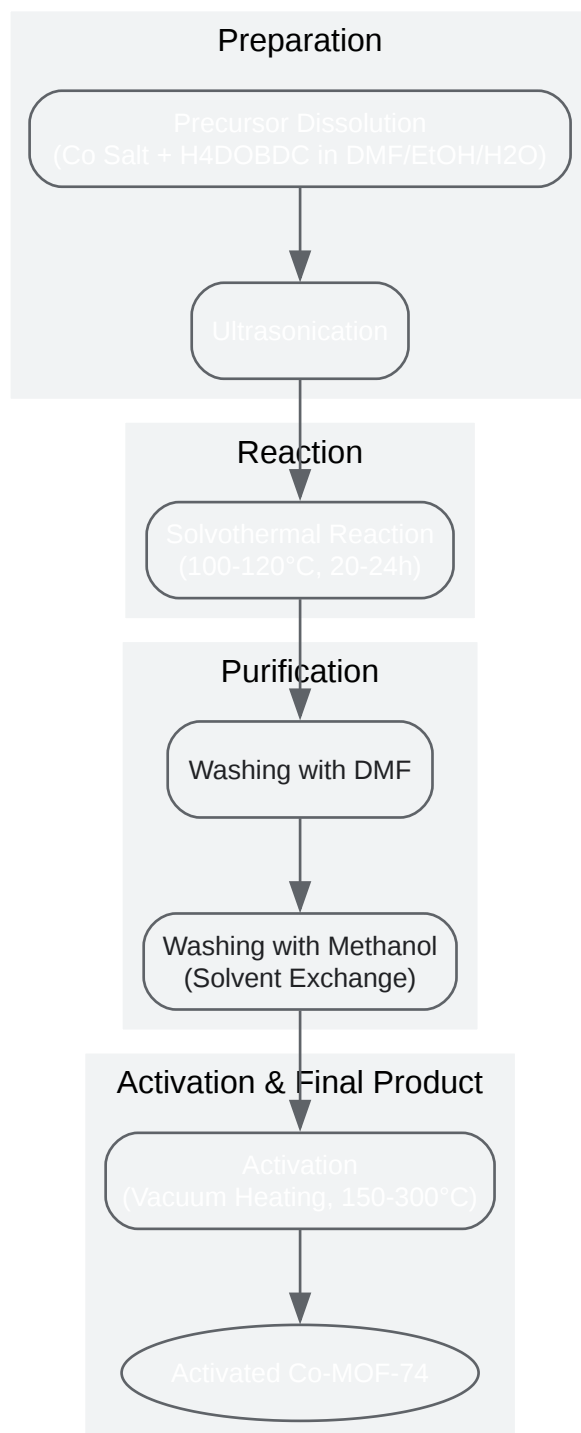 Preparation
Precursor Dissolution
(Co Salt + H4DOBDC in DMF/EtOH/H2O)
Ultrasonication
Reaction
Solvothermal Reaction
(100-120°C, 20-24h)
Purification
Washing with DMF
Washing with Methanol
(Solvent Exchange)
Activation & Final Product
Activation
(Vacuum Heating, 150-300°C)
Activated Co-MOF-74